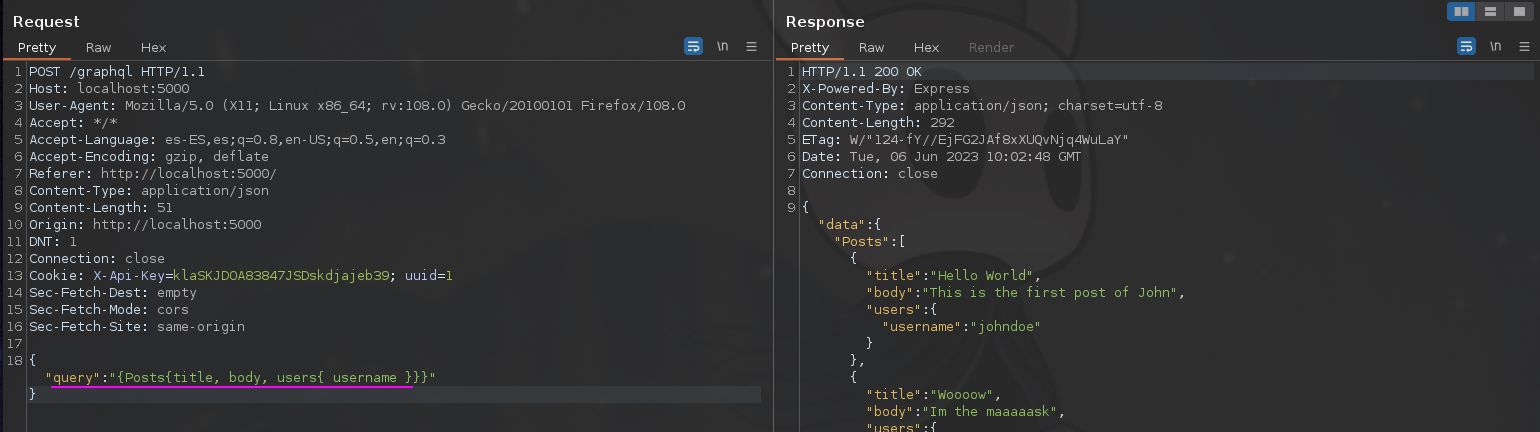 Request
Pretty Raw Hex \n
1 POST /graphql HTTP/1.1
2 Host: localhost:5000
3 User-Agent: Mozilla/5.0 (X11; Linux x86_64; rv:108.0) Gecko/20100101 Firefox/108.0
4 Accept: */*
5 Accept-Language: es-ES,es;q=0.8,en-US;q=0.5,en;q=0.3
6 Accept-Encoding: gzip, deflate
7 Referer: http://localhost:5000/
8 Content-Type: application/json
9 Content-Length: 51
10 Origin: http://localhost:5000
11 DNT: 1
12 Connection: close
13 Cookie: X-Api-Key=klaSKJDOA83847JSDskdjajeb39; uuid=1
14 Sec-Fetch-Dest: empty
15 Sec-Fetch-Mode: cors
16 Sec-Fetch-Site: same-origin
17
18 {
"query":"{Posts{title, body, users{ username }}}"
}
Response
Pretty Raw Hex Render \n
1 HTTP/1.1 200 OK
2 X-Powered-By: Express
3 Content-Type: application/json; charset=utf-8
4 Content-Length: 292
5 ETag: W/"124-fY//EjFG2JAf8xXUQvNjq4WuLaY"
6 Date: Tue, 06 Jun 2023 10:02:48 GMT
7 Connection: close
8
9 {
"data":{
"Posts":[
{
"title":"Hello World",
"body":"This is the first post of John",
"users":{
"username":"johndoe"
}
},
{
"title":"Woooow",
"body":"Im the maaaaask",
"users":{